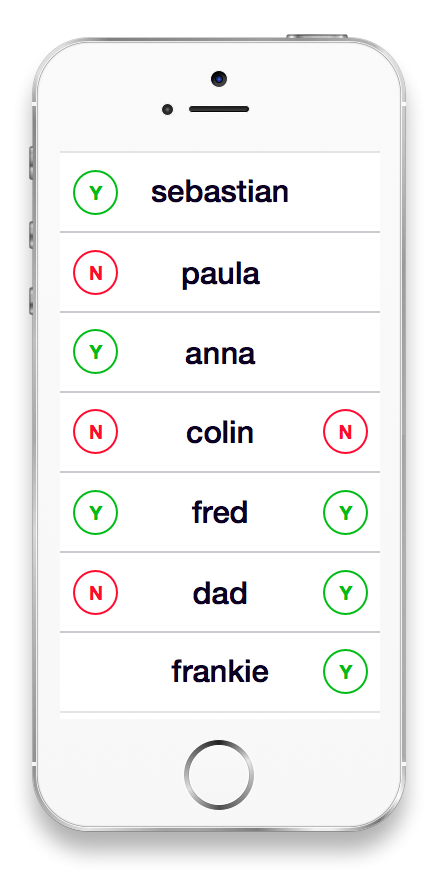 Y sebastian
N paula
Y anna
N colin N
Y fred Y
N dad Y
frankie Y